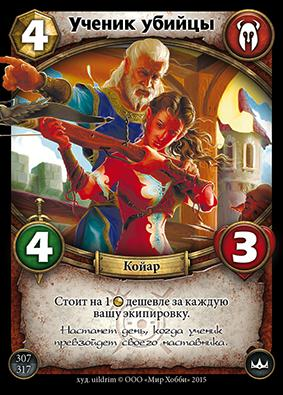 4
Ученик убийцы
4
Койар
3
Стоит на 1 дешевле за каждую
вашу экипировку.
Настанет день, когда ученик
превзойдет своего наставника.
307
317
худ. uildrim © ООО «Мир Хобби» 2015